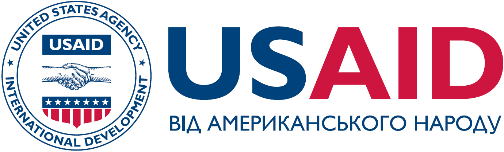 UNITED STATES AGENCY
USAID
INTERNATIONAL DEVELOPMENT
USAID
ВІД АМЕРИКАНСЬКОГО НАРОДУ